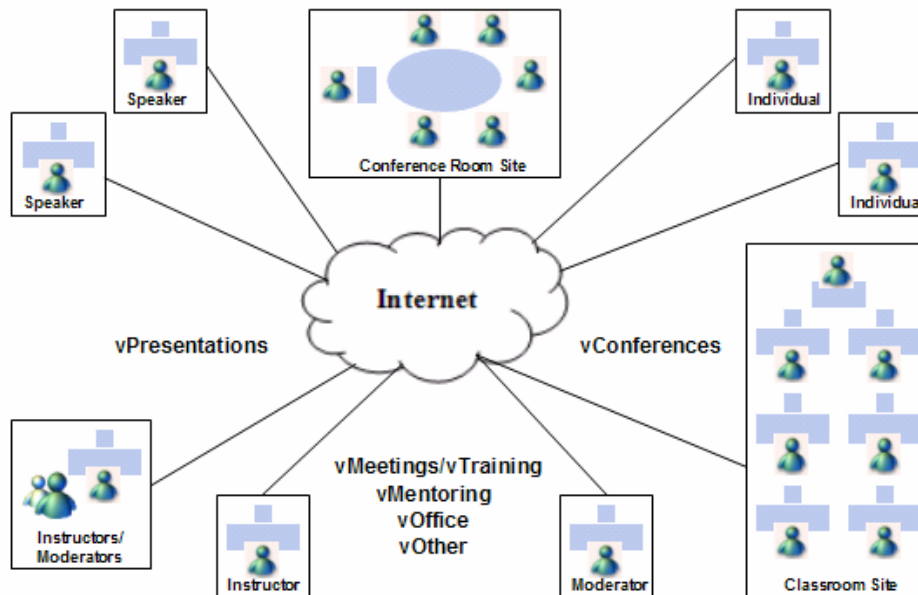 Speaker
Speaker
Conference Room Site
Individual
Individual
Internet
vPresentations
vConferences
vMeetings/vTraining
vMentoring
vOffice
vOther
Instructors/
Moderators
Instructor
Moderator
Classroom Site